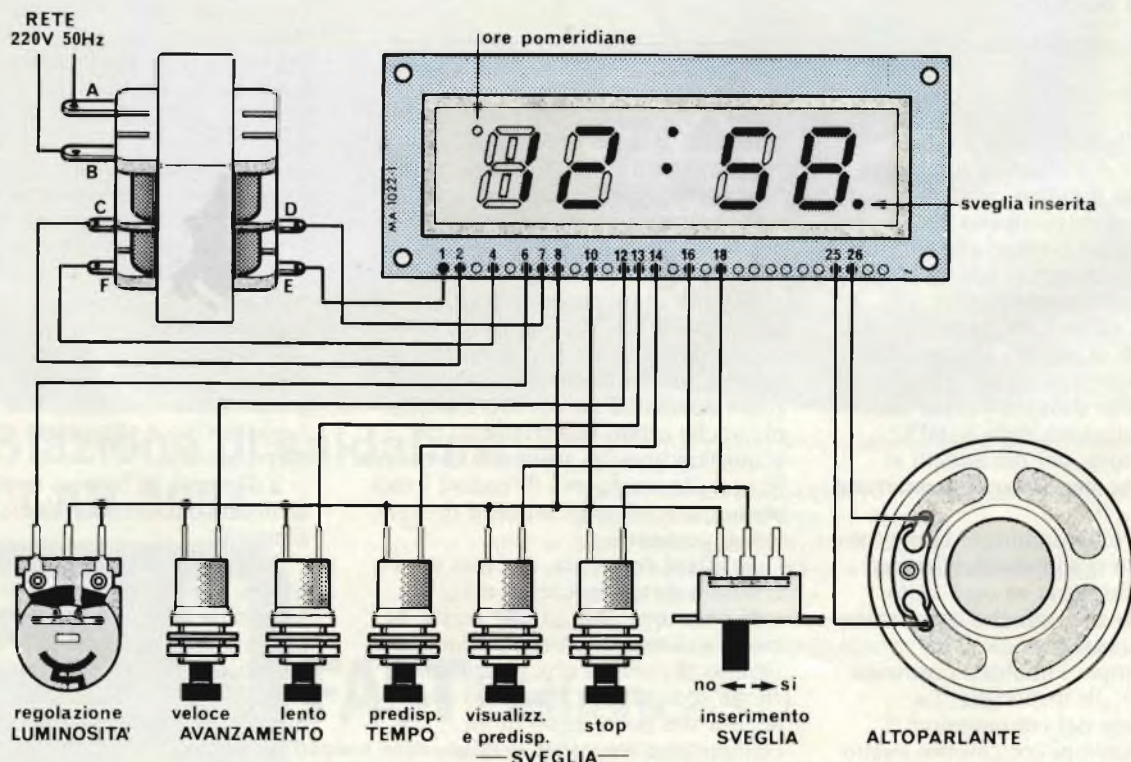 RETE
220V 50Hz
A
B
C
D
F
E
ore pomeridiane
12:58
MA 1022-1
sveglia inserita
1 2 4 6 7 8 10 12 13 14 16 18 25 26
no si
regolazione
LUMINOSITA'
veloce lento
AVANZAMENTO
predisp.
TEMPO
visualizz.
e predisp.
stop
SVEGLIA
inserimento
SVEGLIA
ALTOPARLANTE